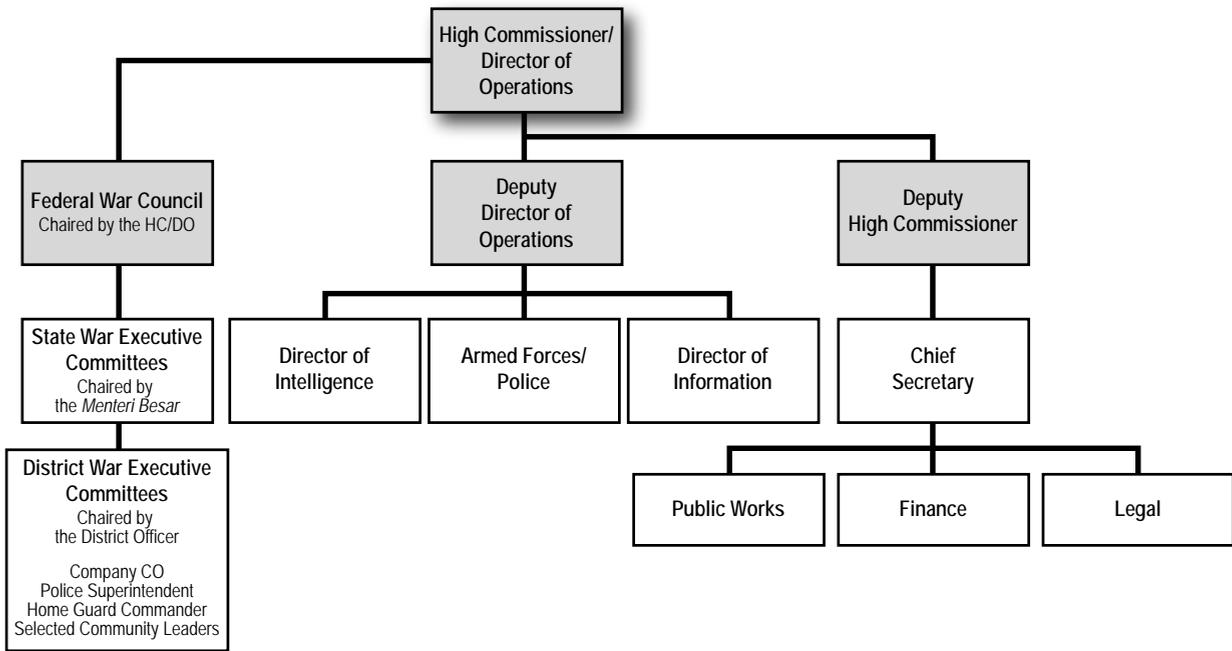 High Commissioner/
Director of
Operations
Federal War Council
Chaired by the HC/DO
Deputy
Director of
Operations
Deputy
High Commissioner
State War Executive
Committees
Chaired by
the Menteri Besar
Director of
Intelligence
Armed Forces/
Police
Director of
Information
Chief
Secretary
District War Executive
Committees
Chaired by
the District Officer
Company CO
Police Superintendent
Home Guard Commander
Selected Community Leaders
Public Works
Finance
Legal